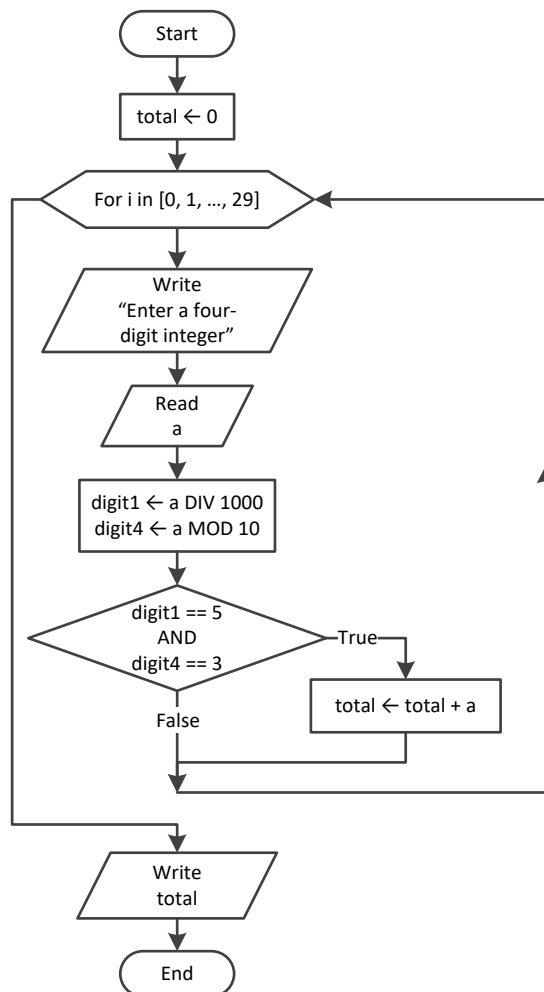 Start
total ← 0
For i in [0, 1, …, 29]
Write
“Enter a four-
digit integer”
Read
a
digit1 ← a DIV 1000
digit4 ← a MOD 10
digit1 == 5
AND
digit4 == 3
True
total ← total + a
False
Write
total
End